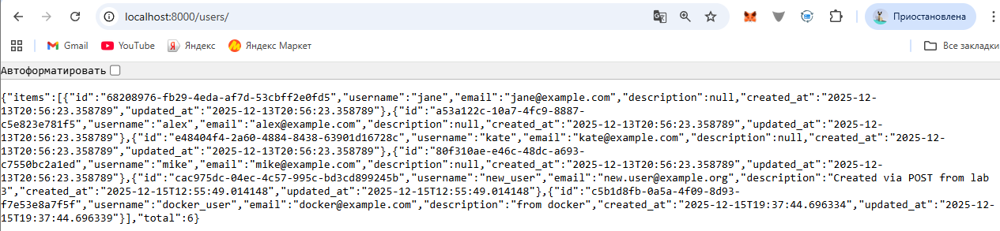 localhost:8000/users/
Приостановлена
Gmail
YouTube
Яндекс
Яндекс Маркет
Все закладки
Автоформатировать
{"items":[{"id":"68208976-fb29-4eda-af7d-53cbff2e0fd5","username":"jane","email":"jane@example.com","description":null,"created_at":"2025-12-
13T20:56:23.358789","updated_at":"2025-12-13T20:56:23.358789"},{"id":"a53a122c-10a7-4fc9-8887-
c5e823e781f5","username":"alex","email":"alex@example.com","description":null,"created_at":"2025-12-13T20:56:23.358789","updated_at":"2025-12-
13T20:56:23.358789"},{"id":"e48404f4-2a60-4884-8438-63901d16728c","username":"kate","email":"kate@example.com","description":null,"created_at":"2025-12-
13T20:56:23.358789","updated_at":"2025-12-13T20:56:23.358789"},{"id":"80f310ae-e46c-48dc-a693-
c7550bc2a1ed","username":"mike","email":"mike@example.com","description":null,"created_at":"2025-12-13T20:56:23.358789","updated_at":"2025-12-
13T20:56:23.358789"},{"id":"cac975dc-04ec-4c57-995c-bd3cd899245b","username":"new_user","email":"new.user@example.org","description":"Created via POST from lab
3","created_at":"2025-12-15T12:55:49.014148","updated_at":"2025-12-15T12:55:49.014148"},{"id":"c5b1d8fb-0a5a-4f09-8d93-
f7e53e8a7f5f","username":"docker_user","email":"docker@example.com","description":"from docker","created_at":"2025-12-15T19:37:44.696334","updated_at":"2025-12-
15T19:37:44.696339"}],"total":6}